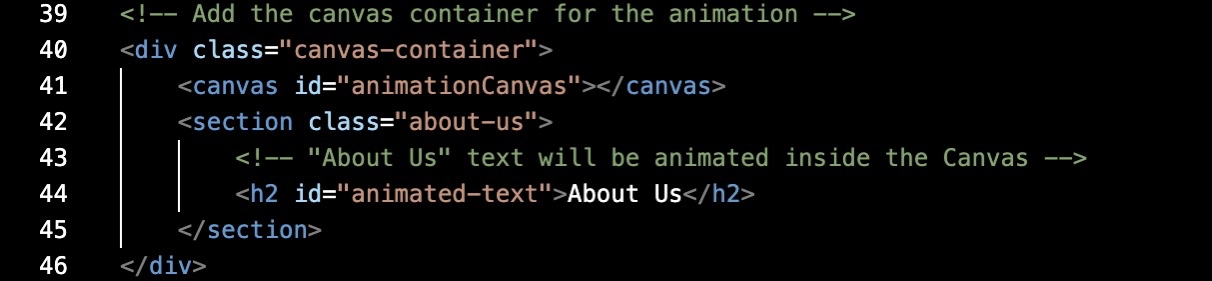 39 <!-- Add the canvas container for the animation -->
40 <div class="canvas-container">
41 <canvas id="animationCanvas"></canvas>
42 <section class="about-us">
43 <!-- "About Us" text will be animated inside the Canvas -->
44 <h2 id="animated-text">About Us</h2>
45 </section>
46 </div>